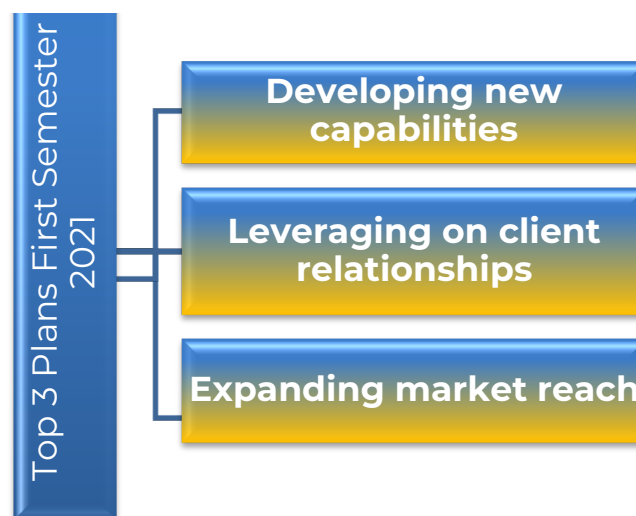 Top 3 Plans First Semester
2021
Developing new
capabilities
Leveraging on client
relationships
Expanding market reach